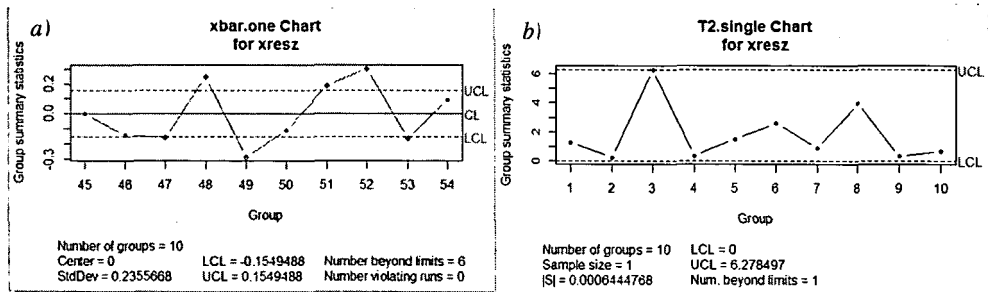 a)
xbar.one Chart
for xresz
Group summary statistics
0.2
0.0
-0.3
UCL
CL
LCL
45 46 47 48 49 50 51 52 53 54
Group
Number of groups = 10
Center = 0 LCL = -0.1549488 Number beyond limits = 6
StdDev = 0.2355668 UCL = 0.1549488 Number violating runs = 0
b)
T2.single Chart
for xresz
Group summary statistics
6
4
2
0
UCL
LCL
1 2 3 4 5 6 7 8 9 10
Group
Number of groups = 10 LCL = 0
Sample size = 1 UCL = 6.278497
|S| = 0.0006444768 Num. beyond limits = 1